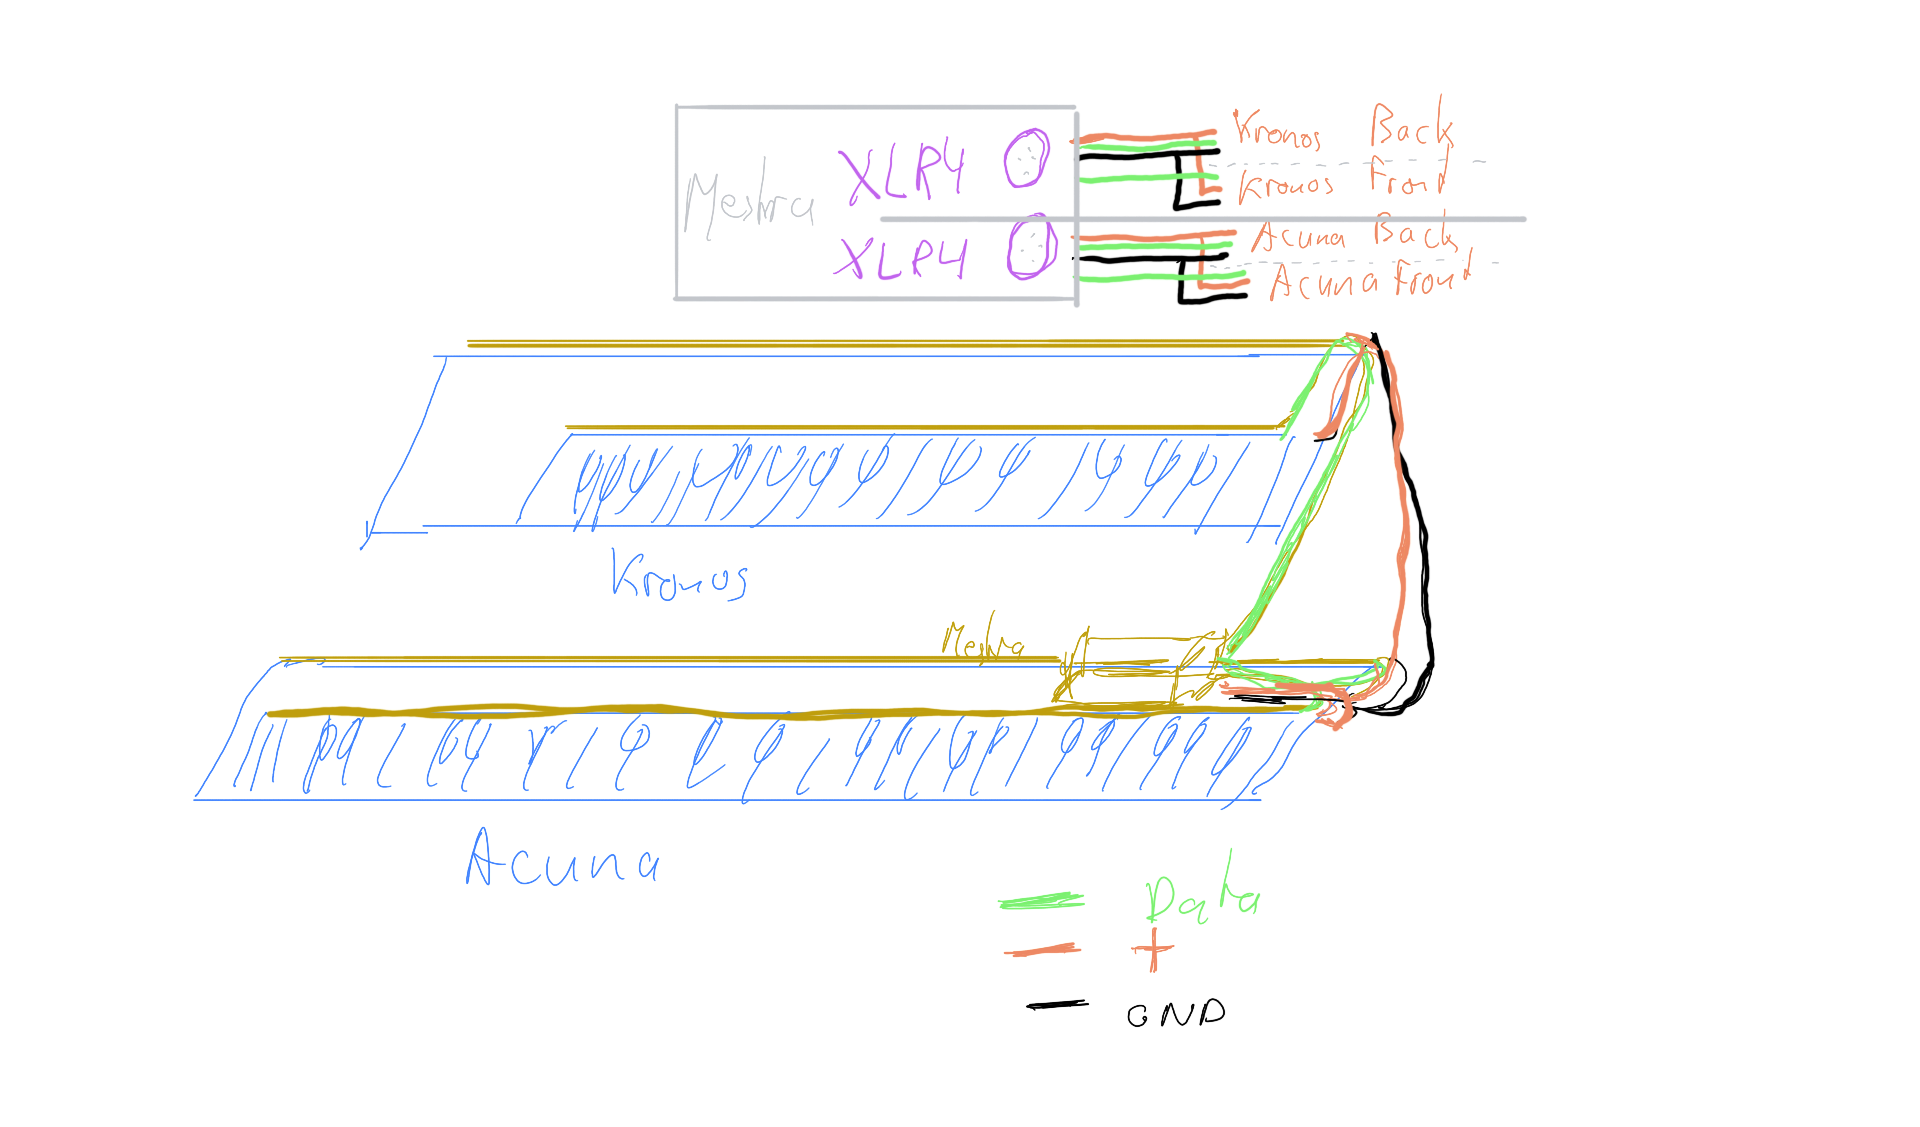 Kronos Back
XLR4
Meshra
Kronos Front
Acuna Back
XLR4
Acuna Front
Kronos
Meshra
Acuna
Data
+
GND